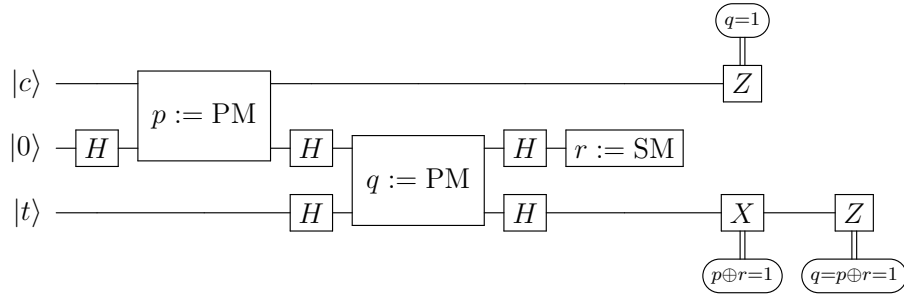 q=1
|c⟩ p := PM Z
|0⟩ H H q := PM H r := SM
|t⟩ H H X Z
p⊕r=1 q=p⊕r=1